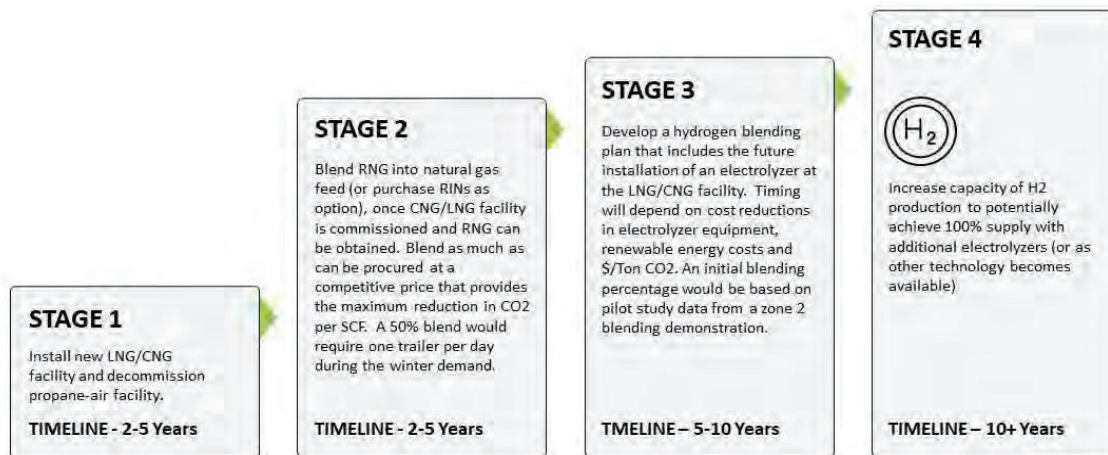 STAGE 1
Install new LNG/CNG
facility and decommission
propane-air facility.
TIMELINE - 2-5 Years
STAGE 2
Blend RNG into natural gas
feed (or purchase RINs as
option), once CNG/LNG facility
is commissioned and RNG can
be obtained. Blend as much as
can be procured at a
competitive price that provides
the maximum reduction in CO2
per SCF. A 50% blend would
require one trailer per day
during the winter demand.
TIMELINE - 2-5 Years
STAGE 3
Develop a hydrogen blending
plan that includes the future
installation of an electrolyzer at
the LNG/CNG facility. Timing
will depend on cost reductions
in electrolyzer equipment,
renewable energy costs and
$/Ton CO2. An initial blending
percentage would be based on
pilot study data from a zone 2
blending demonstration.
TMELINE – 5-10 Years
STAGE 4
H2
Increase capacity of H2
production to potentially
achieve 100% supply with
additional electrolyzers (or as
other technology becomes
available)
TIMELINE – 10+ Years